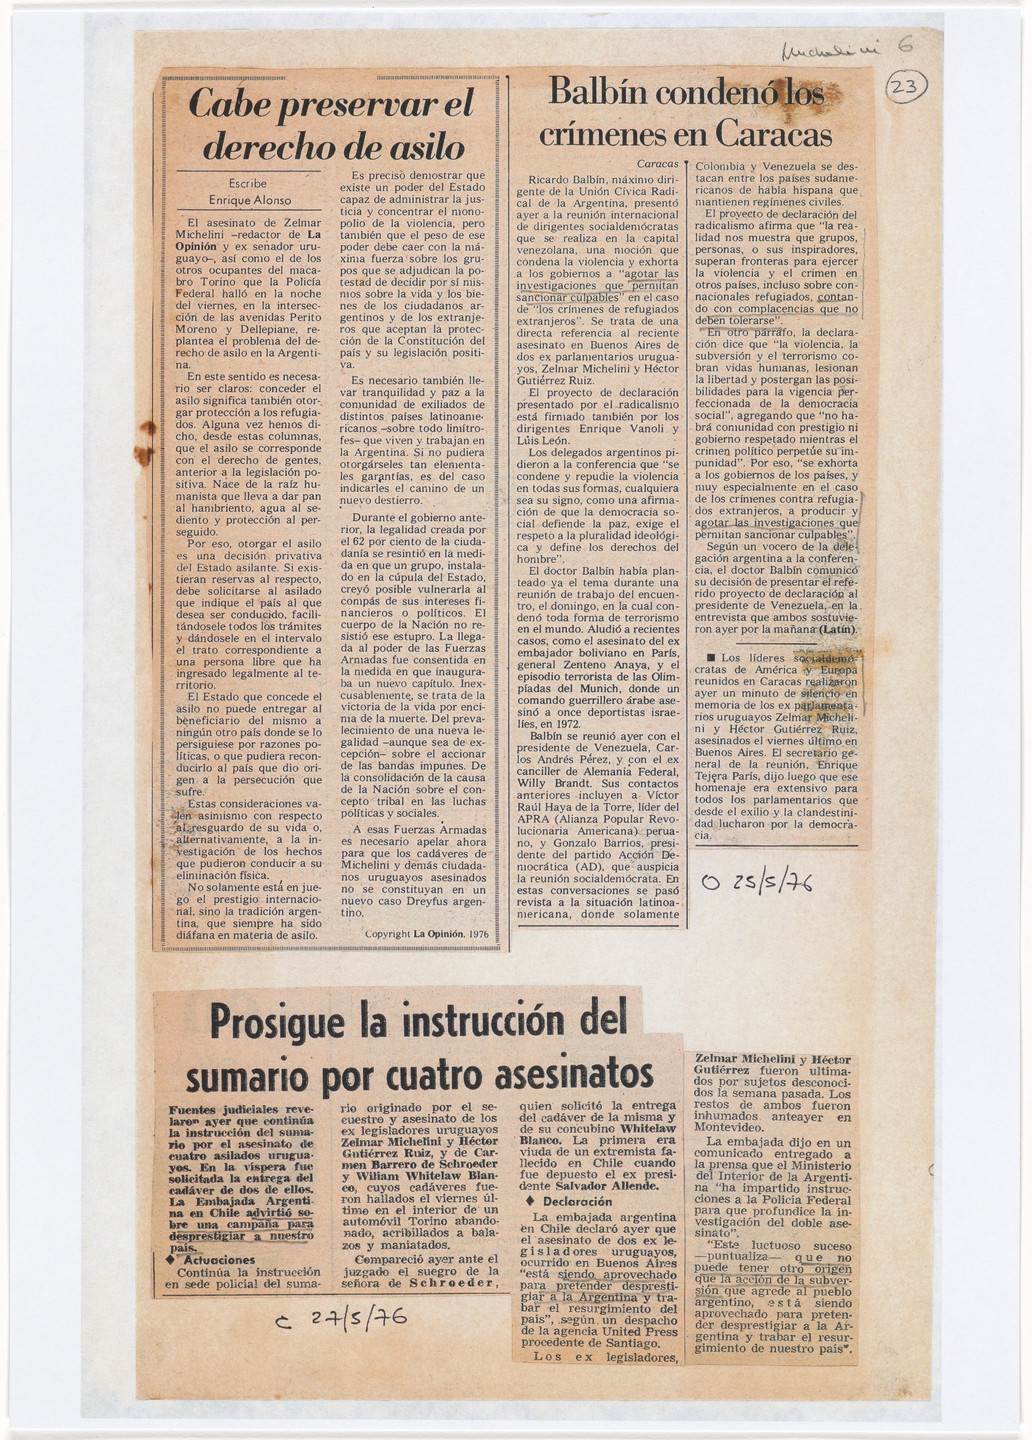 Michelini 6
23
Cabe preservar el
derecho de asilo
Escribe
Enrique Alonso
El asesinato de Zelmar
Michelini –redactor de La
Opinión y ex senador uru-
guayo–, así como el de los
otros ocupantes del maca-
bro Torino que la Policía
Federal halló en la noche
del viernes, en la intersec-
ción de las avenidas Perito
Moreno y Dellepiane, re-
plantea el problema del de-
recho de asilo en la Argenti-
na.
En este sentido es necesa-
rio ser claros: conceder el
asilo significa también otor-
gar protección a los refugia-
dos. Alguna vez hemos di-
cho, desde estas columnas,
que el asilo se corresponde
con el derecho de gentes,
anterior a la legislación po-
sitiva. Nace de la raíz hu-
manista que lleva a dar pan
al hambriento, agua al se-
diento y protección al per-
seguido.
Por eso, otorgar el asilo
es una decisión privativa
del Estado asilante. Si exis-
tieran reservas al respecto,
debe solicitarse al asilado
que indique el país al que
desea ser conducido, facili-
tándosele todos los trámites
y dándosele en el intervalo
el trato correspondiente a
una persona libre que ha
ingresado legalmente al te-
rritorio.
El Estado que concede el
asilo no puede entregar al
beneficiario del mismo a
ningún otro país donde se lo
persiguiese por razones po-
líticas, o que pudiera recon-
ducirlo al país que dio ori-
gen a la persecución que
sufre.
Estas consideraciones va-
len asimismo con respecto
al resguardo de su vida o,
alternativamente, a la in-
vestigación de los hechos
que pudieron conducir a su
eliminación física.
No solamente está en jue-
go el prestigio internacio-
nal, sino la tradición argen-
tina, que siempre ha sido
diáfana en materia de asilo.
Es preciso demostrar que
existe un poder del Estado
capaz de administrar la jus-
ticia y concentrar el mono-
polio de la violencia, pero
también que el peso de ese
poder debe caer con la má-
xima fuerza sobre los gru-
pos que se adjudican la po-
testad de decidir por sí mis-
mos sobre la vida y los bie-
nes de los ciudadanos ar-
gentinos y de los extranje-
ros que aceptan la protec-
ción de la Constitución del
país y su legislación positi-
va.
Es necesario también lle-
var tranquilidad y paz a la
comunidad de exiliados de
distintos países latinoame-
ricanos –sobre todo limítro-
fes– que viven y trabajan en
la Argentina. Si no pudiera
otorgárseles tan elementa-
les garantías, es del caso
indicarles el camino de un
nuevo destierro.
Durante el gobierno ante-
rior, la legalidad creada por
el 62 por ciento de la ciuda-
danía se resintió en la medi-
da en que un grupo, instala-
do en la cúpula del Estado,
creyó posible vulnerarla al
compás de sus intereses fi-
nancieros o políticos. El
cuerpo de la Nación no re-
sistió ese estupro. La llega-
da al poder de las Fuerzas
Armadas fue consentida en
la medida en que inaugura-
ba un nuevo capítulo. Inex-
cusablemente, se trata de la
victoria de la vida por enci-
ma de la muerte. Del preva-
lecimiento de una nueva le-
galidad –aunque sea de ex-
cepción– sobre el accionar
de las bandas impunes. De
la consolidación de la causa
de la Nación sobre el con-
cepto tribal en las luchas
políticas y sociales.
A esas Fuerzas Armadas
es necesario apelar ahora
para que los cadáveres de
Michelini y demás ciudada-
nos uruguayos asesinados
no se constituyan en un
nuevo caso Dreyfus argen-
tino.
Copyright La Opinión, 1976
Balbín condenó los
crímenes en Caracas
Caracas
Ricardo Balbín, máximo diri-
gente de la Unión Cívica Radi-
cal de la Argentina, presentó
ayer a la reunión internacional
de dirigentes socialdemócratas
que se realiza en la capital
venezolana, una moción que
condena la violencia y exhorta
a los gobiernos a "agotar las
investigaciones que permitan
sancionar culpables" en el caso
de "los crímenes de refugiados
extranjeros". Se trata de una
directa referencia al reciente
asesinato en Buenos Aires de
dos ex parlamentarios urugua-
yos, Zelmar Michelini y Héctor
Gutiérrez Ruiz.
El proyecto de declaración
presentado por el radicalismo
está firmado también por los
dirigentes Enrique Vanoli y
Luis León.
Los delegados argentinos pi-
dieron a la conferencia que "se
condene y repudie la violencia
en todas sus formas, cualquiera
sea su signo, como una afirma-
ción de que la democracia so-
cial defiende la paz, exige el
respeto a la pluralidad ideológi-
ca y define los derechos del
hombre".
El doctor Balbín había plan-
teado ya el tema durante una
reunión de trabajo del encuen-
tro, el domingo, en la cual con-
denó toda forma de terrorismo
en el mundo. Aludió a recientes
casos, como el asesinato del ex
embajador boliviano en París,
general Zenteno Anaya, y el
episodio terrorista de las Olim-
píadas del Munich, donde un
comando guerrillero árabe ase-
sinó a once deportistas israe-
líes, en 1972.
Balbín se reunió ayer con el
presidente de Venezuela, Car-
los Andrés Pérez, y con el ex
canciller de Alemania Federal,
Willy Brandt. Sus contactos
anteriores incluyen a Víctor
Raúl Haya de la Torre, líder del
APRA (Alianza Popular Revo-
lucionaria Americana) perua-
no, y Gonzalo Barrios, presi-
dente del partido Acción De-
mocrática (AD), que auspicia
la reunión socialdemócrata. En
estas conversaciones se pasó
revista a la situación latinoa-
mericana, donde solamente
Colombia y Venezuela se des-
tacan entre los países sudame-
ricanos de habla hispana que
mantienen regímenes civiles.
El proyecto de declaración del
radicalismo afirma que "la rea-
lidad nos muestra que grupos,
personas, o sus inspiradores,
superan fronteras para ejercer
la violencia y el crimen en
otros países, incluso sobre con-
nacionales refugiados, contan-
do con complacencias que no
deben tolerarse".
En otro párrafo, la declara-
ción dice que "la violencia, la
subversión y el terrorismo co-
bran vidas humanas, lesionan
la libertad y postergan las posi-
bilidades para la vigencia per-
feccionada de la democracia
social", agregando que "no ha-
brá comunidad con prestigio ni
gobierno respetado mientras el
crimen político perpetúe su im-
punidad". Por eso, "se exhorta
a los gobiernos de los países, y
muy especialmente en el caso
de los crímenes contra refugia-
dos extranjeros, a producir y
agotar las investigaciones que
permitan sancionar culpables".
Según un vocero de la dele-
gación argentina a la conferen-
cia, el doctor Balbín comunicó
su decisión de presentar el refe-
rido proyecto de declaración al
presidente de Venezuela, en la
entrevista que ambos sostuvie-
ron ayer por la mañana (Latín).
■ Los líderes socialdemó-
cratas de América y Europa
reunidos en Caracas realizaron
ayer un minuto de silencio en
memoria de los ex parlamenta-
rios uruguayos Zelmar Micheli-
ni y Héctor Gutiérrez Ruiz,
asesinados el viernes último en
Buenos Aires. El secretario ge-
neral de la reunión, Enrique
Tejera París, dijo luego que ese
homenaje era extensivo para
todos los parlamentarios que
desde el exilio y la clandestini-
dad lucharon por la democra-
cia.
O 25/5/76
Prosigue la instrucción del
sumario por cuatro asesinatos
Fuentes judiciales reve-
laron ayer que continúa
la instrucción del suma-
rio por el asesinato de
cuatro asilados urugua-
yos. En la víspera fue
solicitada la entrega del
cadáver de dos de ellos.
La Embajada Argenti-
na en Chile advirtió so-
bre una campaña para
desprestigiar a nuestro
país.
◆ Actuaciones
Continúa la instrucción
en sede policial del suma-
rio originado por el se-
cuestro y asesinato de los
ex legisladores uruguayos
Zelmar Michelini y Héctor
Gutiérrez Ruiz, y de Car-
men Barrero de Schroeder
y Wiliam Whitelaw Blan-
co, cuyos cadáveres fue-
ron hallados el viernes úl-
timo en el interior de un
automóvil Torino abando-
nado, acribillados a bala-
zos y maniatados.
Compareció ayer ante el
juzgado el suegro de la
señora de Schroeder,
quien solicitó la entrega
del cadáver de la misma y
de su concubino Whitelaw
Blanco. La primera era
viuda de un extremista fa-
llecido en Chile cuando
fue depuesto el ex presi-
dente Salvador Allende.
◆ Declaración
La embajada argentina
en Chile declaró ayer que
el asesinato de dos ex le-
gisladores uruguayos,
ocurrido en Buenos Aires
"está siendo aprovechado
para pretender despresti-
giar a la Argentina y tra-
bar el resurgimiento del
país", según un despacho
de la agencia United Press
procedente de Santiago.
Los ex legisladores,
Zelmar Michelini y Héctor
Gutiérrez fueron ultima-
dos por sujetos desconoci-
dos la semana pasada. Los
restos de ambos fueron
inhumados anteayer en
Montevideo.
La embajada dijo en un
comunicado entregado a
la prensa que el Ministerio
del Interior de la Argenti-
na "ha impartido instruc-
ciones a la Policía Federal
para que profundice la in-
vestigación del doble ase-
sinato".
"Este luctuoso suceso
—puntualiza— que no
puede tener otro origen
que la acción de la subver-
sión que agrede al pueblo
argentino, está siendo
aprovechado para preten-
der desprestigiar a la Ar-
gentina y trabar el resur-
gimiento de nuestro país".
C 27/5/76